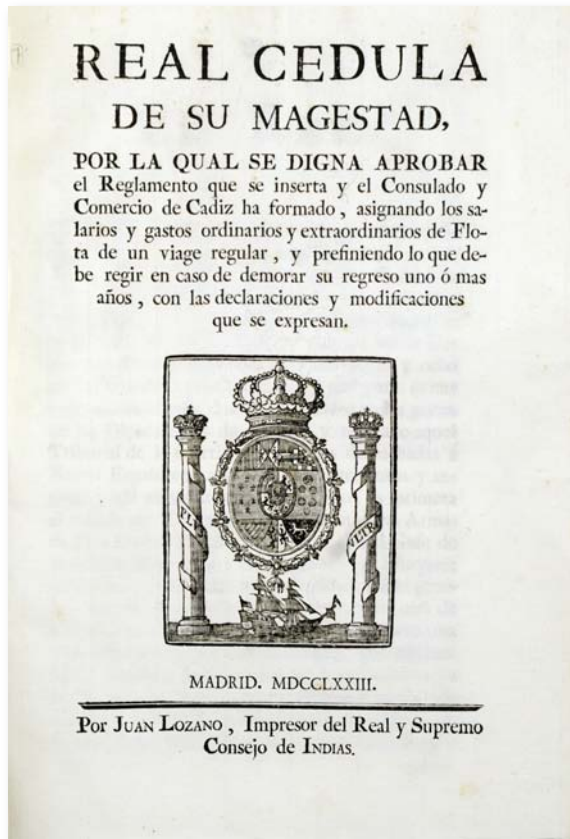 REAL CEDULA
DE SU MAGESTAD,
POR LA QUAL SE DIGNA APROBAR
el Reglamento que se inserta y el Consulado y
Comercio de Cadiz ha formado, asignando los sa-
larios y gastos ordinarios y extraordinarios de Flo-
ta de un viage regular, y prefiniendo lo que de-
be regir en caso de demorar su regreso uno ó mas
años, con las declaraciones y modificaciones
que se expresan.
PLV
VLTR
MADRID. MDCCLXXIII.
Por JUAN LOZANO, Impresor del Real y Supremo
Consejo de INDIAS.